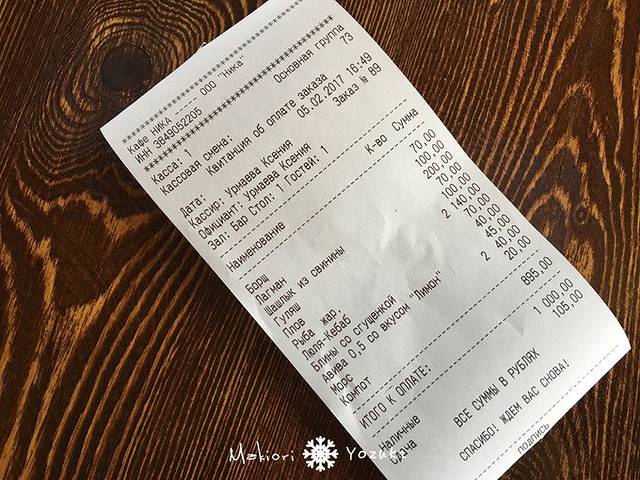 ************************
Кафе НИКА ---- ООО "Ника"
ИНН 3849052205
************************
Касса: 1 Основная группа
Кассовая смена: 73
Квитанция об оплате заказа
Дата: 05.02.2017 16:49
Кассир: Урнаева Ксения Заказ № 89
Официант: Урнаева Ксения
Зал: Бар Стол: 1 Гостей: 1
Наименование К-во Сумма
Борщ 70,00
Лагман 100,00
Шашлык из свинины 200,00
Гуляш 70,00
Плов 100,00
Рыба жар. 2 140,00
Люля-Кебаб 70,00
Блины со сгущенкой 40,00
Авива 0,5 со вкусом "Лимон" 45,00
Морс 2 40,00
Компот 20,00
ИТОГО К ОПЛАТЕ: 895,00
Наличные 1 000,00
Сдача 105,00
ВСЕ СУММЫ В РУБЛЯХ
СПАСИБО! ЖДЕМ ВАС СНОВА!
подпись
Makiori Yozuki